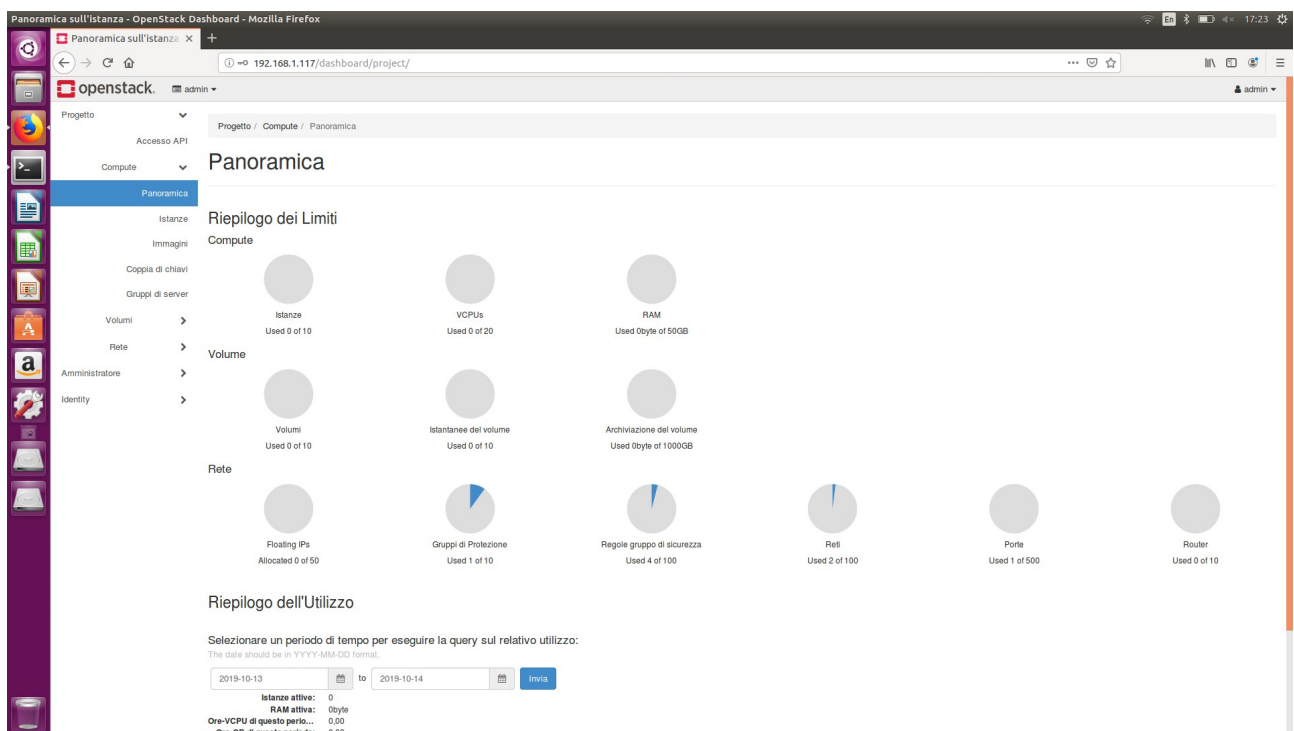 Panoramica sull'istanza - OpenStack Dashboard - Mozilla Firefox
En
17:23
Panoramica sull'istanza
192.168.1.117/dashboard/project/
openstack.
admin
admin
Progetto
Accesso API
Compute
Panoramica
Istanze
Immagini
Coppia di chiavi
Gruppi di server
Volumi
Rete
Amministratore
Identity
Progetto / Compute / Panoramica
Panoramica
Riepilogo dei Limiti
Compute
Istanze
Used 0 of 10
VCPUs
Used 0 of 20
RAM
Used 0byte of 50GB
Volume
Volumi
Used 0 of 10
Istantanee del volume
Used 0 of 10
Archiviazione del volume
Used 0byte of 1000GB
Rete
Floating IPs
Allocated 0 of 50
Gruppi di Protezione
Used 1 of 10
Regole gruppo di sicurezza
Used 4 of 100
Reti
Used 2 of 100
Porte
Used 1 of 500
Router
Used 0 of 10
Riepilogo dell'Utilizzo
Selezionare un periodo di tempo per eseguire la query sul relativo utilizzo:
The date should be in YYYY-MM-DD format.
2019-10-13 to 2019-10-14 Invia
Istanze attive: 0
RAM attiva: 0byte
Ore-VCPU di questo perio... 0.00